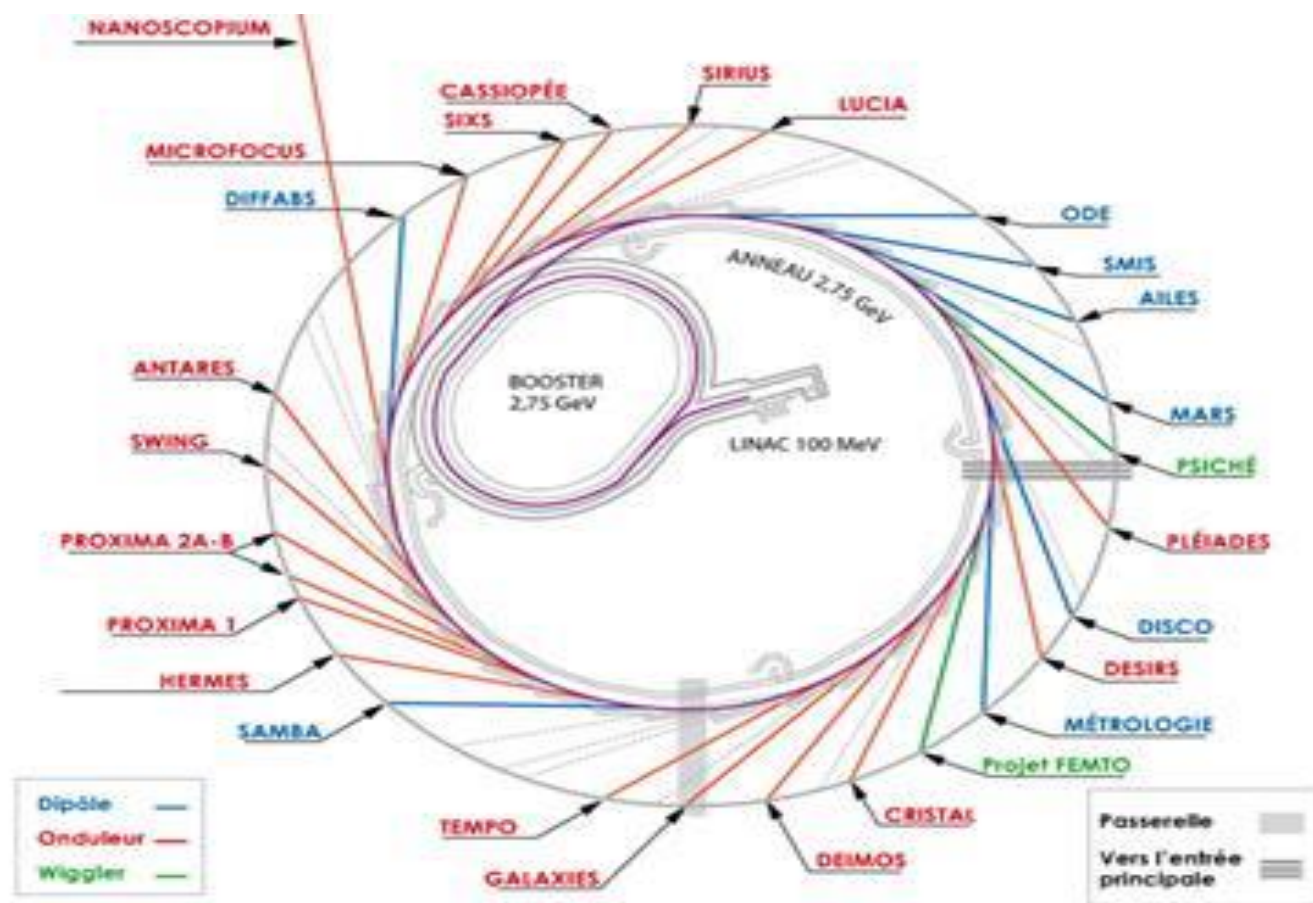 NANOSCOPIUM
CASSIOPÉE
SIXS
SIRIUS
LUCIA
MICROFOCUS
DIFFABS
ODE
SMIS
AILES
ANNEAU 2,75 GeV
ANTARES
BOOSTER
2,75 GeV
MARS
SWING
LINAC 100 MeV
PSICHÉ
PROXIMA 2A-B
PLÉIADES
PROXIMA 1
DISCO
HERMES
DESIRS
SAMBA
MÉTROLOGIE
Projet FEMTO
TEMPO
CRISTAL
DEIMOS
GALAXIES
Dipôle
Onduleur
Wiggler
Passerelle
Vers l'entrée
principale